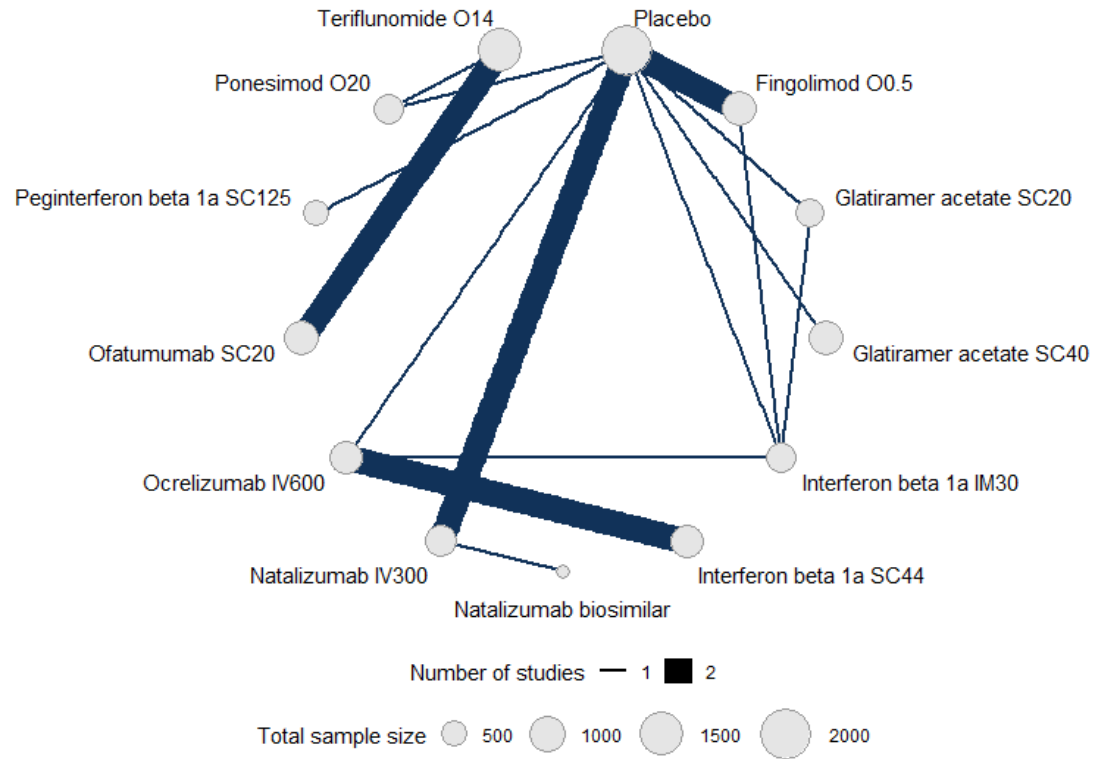 Teriflunomide O14
Placebo
Ponesimod O20
Fingolimod O0.5
Peginterferon beta 1a SC125
Glatiramer acetate SC20
Ofatumumab SC20
Glatiramer acetate SC40
Ocrelizumab IV600
Interferon beta 1a IM30
Natalizumab IV300
Interferon beta 1a SC44
Natalizumab biosimilar
Number of studies 1 2
Total sample size 500 1000 1500 2000